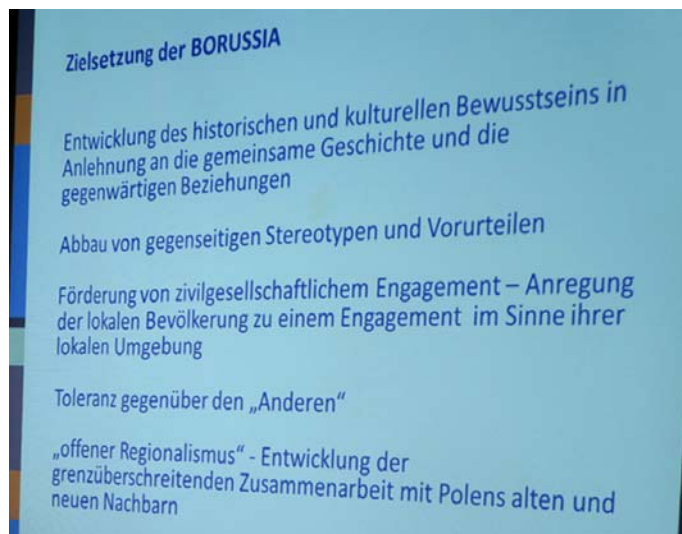 Zielsetzung der BORUSSIA
Entwicklung des historischen und kulturellen Bewusstseins in
Anlehnung an die gemeinsame Geschichte und die
gegenwärtigen Beziehungen
Abbau von gegenseitigen Stereotypen und Vorurteilen
Förderung von zivilgesellschaftlichem Engagement – Anregung
der lokalen Bevölkerung zu einem Engagement im Sinne ihrer
lokalen Umgebung
Toleranz gegenüber den „Anderen“
„offener Regionalismus“ - Entwicklung der
grenzüberschreitenden Zusammenarbeit mit Polens alten und
neuen Nachbarn